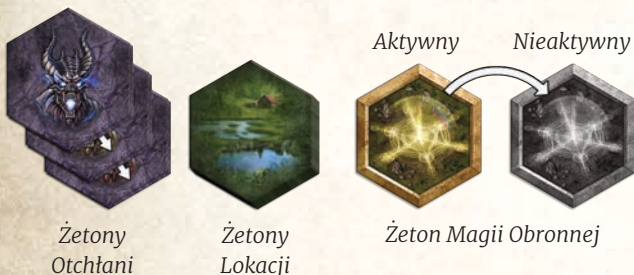 Aktywny
Nieaktywny
Żetony
Otchłani
Żetony
Lokacji
Żeton Magii Obronnej